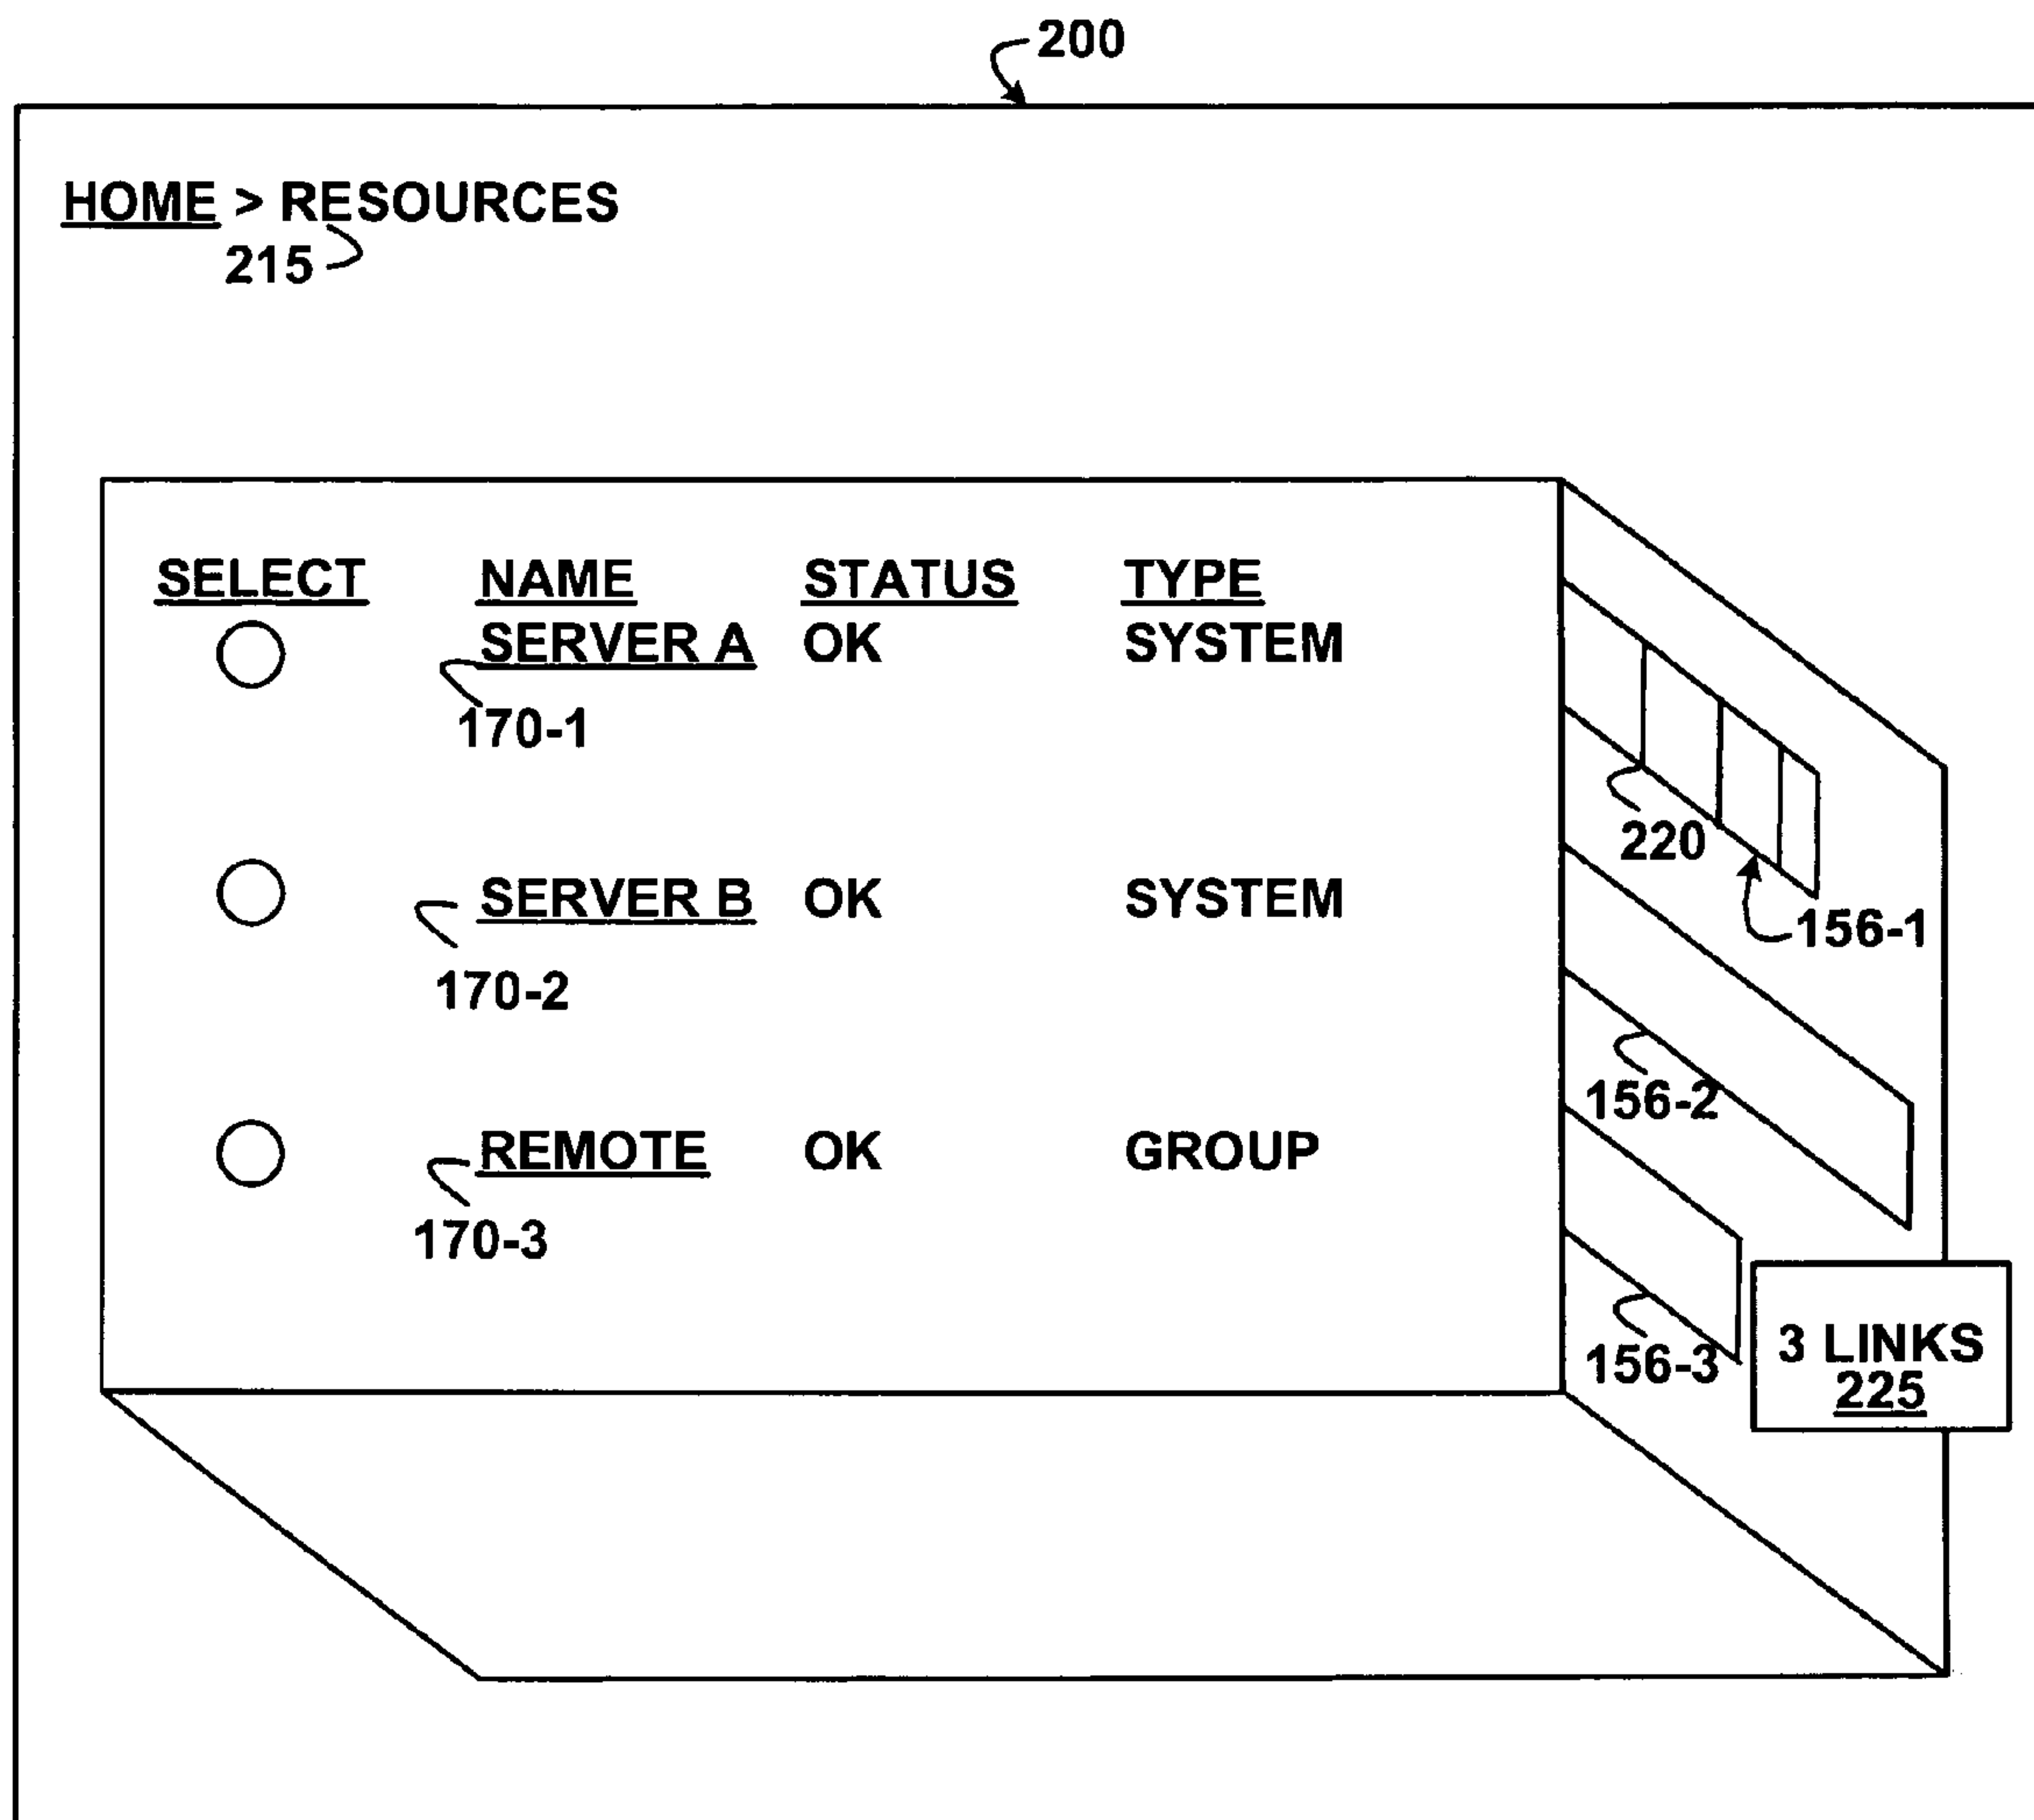 200
HOME > RESOURCES
215
SELECT NAME STATUS TYPE
SERVER A OK SYSTEM
170-1
220
SERVER B OK SYSTEM
156-1
170-2
156-2
REMOTE OK GROUP
170-3
3 LINKS
156-3
225